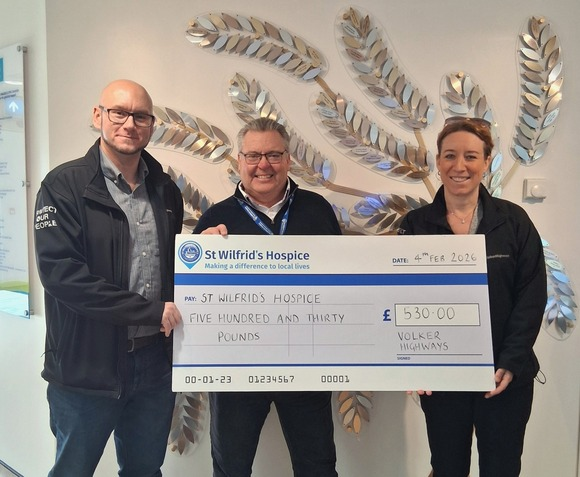 PROTECT
OUR
PEOPLE
St Wilfrid's Hospice
Making a difference to local lives
DATE: 4TH FEB 2026
PAY: ST WILFRID'S HOSPICE
FIVE HUNDRED AND THIRTY
POUNDS
£ 530.00
VOLKER
HIGHWAYS
SIGNED
00-01-23 01234567 00001